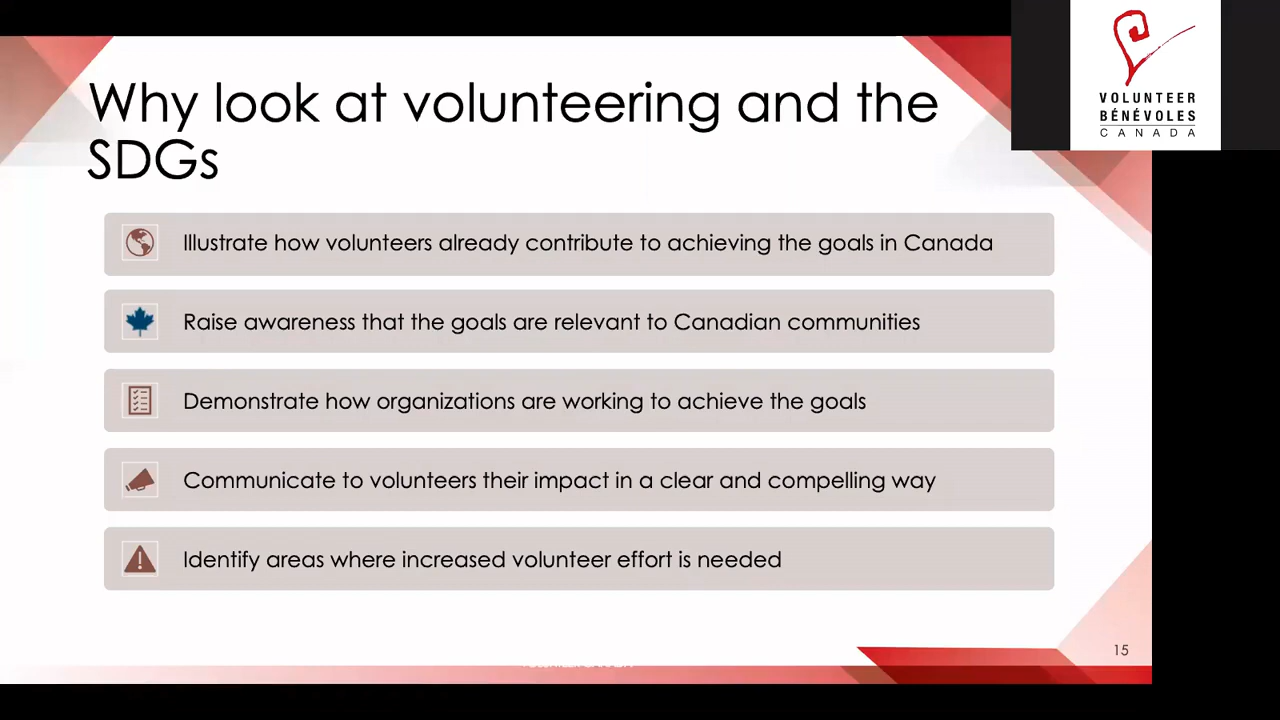 Why look at volunteering and the
SDGs
VOLUNTEER
BÉNÉVOLES
CANADA
Illustrate how volunteers already contribute to achieving the goals in Canada
Raise awareness that the goals are relevant to Canadian communities
Demonstrate how organizations are working to achieve the goals
Communicate to volunteers their impact in a clear and compelling way
Identify areas where increased volunteer effort is needed
15